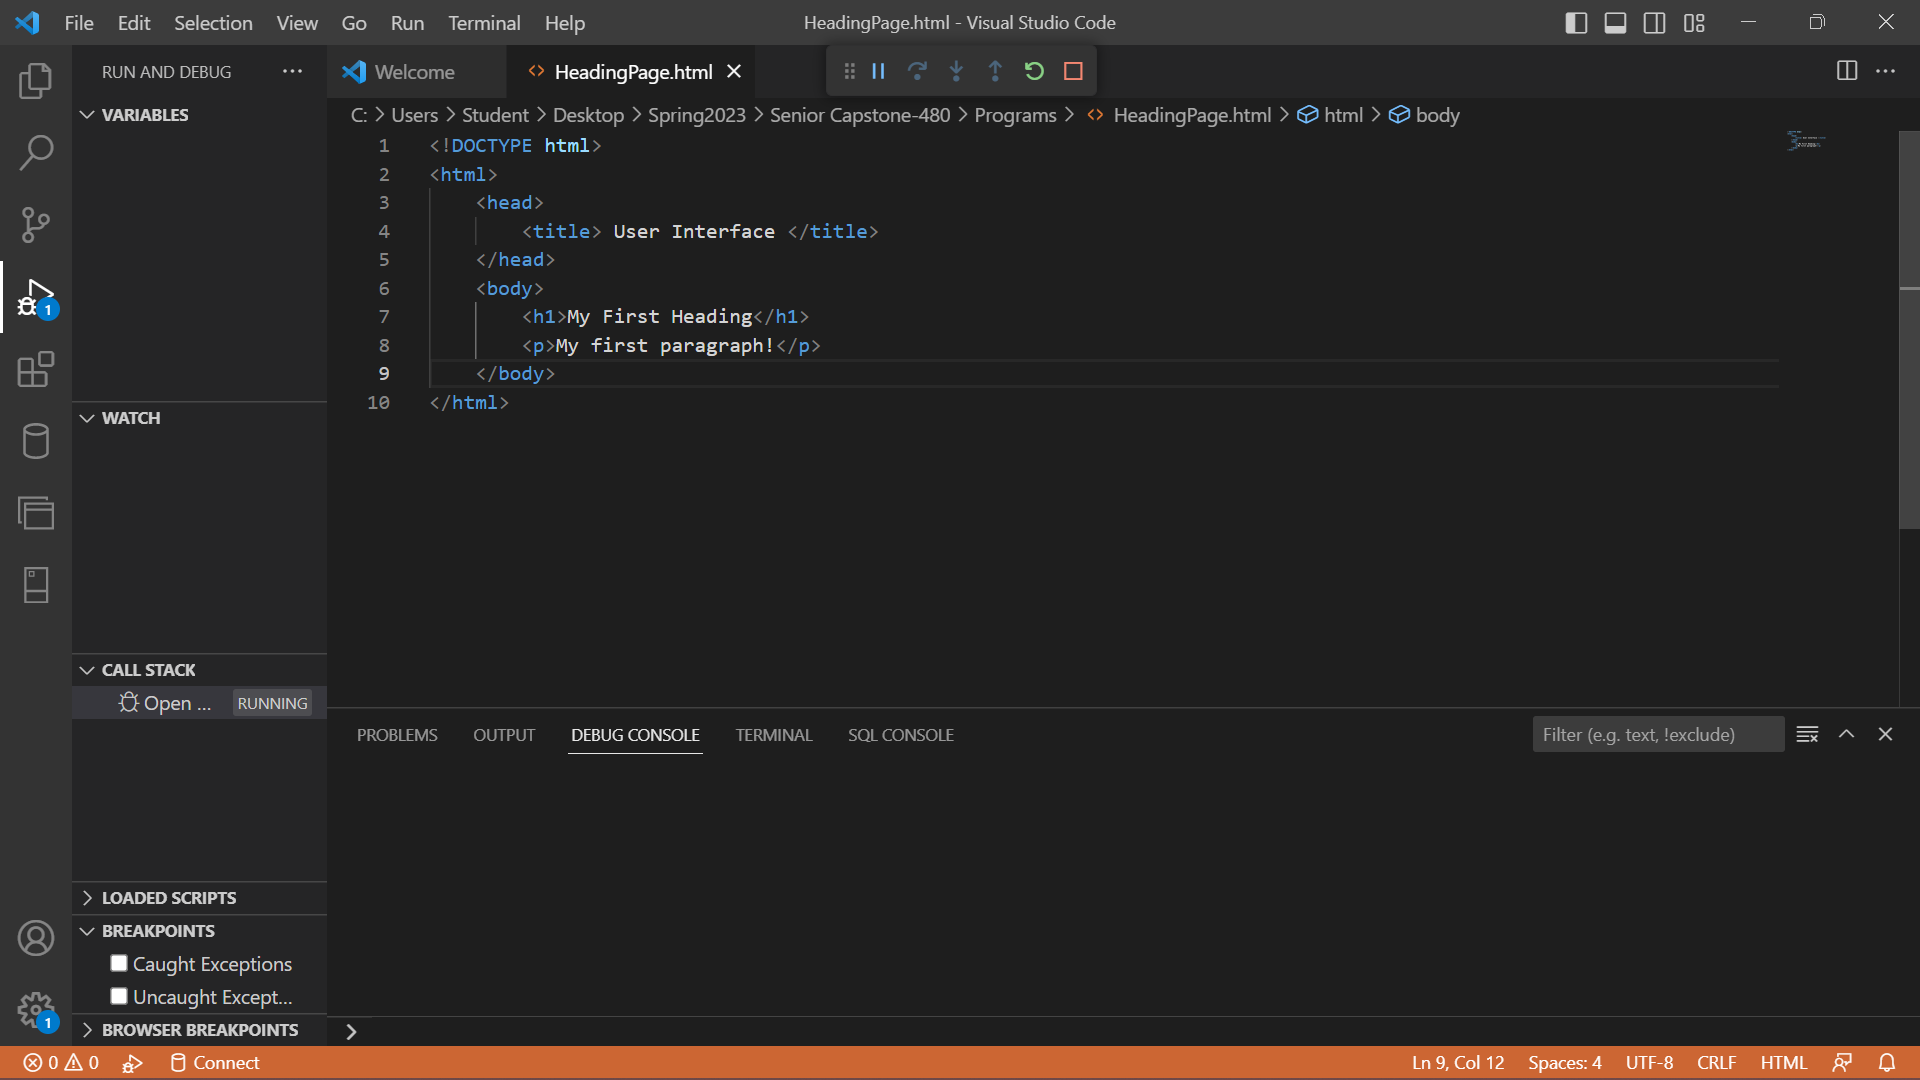 File Edit Selection View Go Run Terminal Help HeadingPage.html - Visual Studio Code
RUN AND DEBUG
Welcome
HeadingPage.html
C: > Users > Student > Desktop > Spring2023 > Senior Capstone-480 > Programs > HeadingPage.html > html > body
VARIABLES
1 <!DOCTYPE html>
2 <html>
3 <head>
4 <title> User Interface </title>
5 </head>
6 <body>
7 <h1>My First Heading</h1>
8 <p>My first paragraph!</p>
9 </body>
10 </html>
1
WATCH
CALL STACK
Open ... RUNNING
LOADED SCRIPTS
BREAKPOINTS
Caught Exceptions
Uncaught Except...
BROWSER BREAKPOINTS
1
PROBLEMS OUTPUT DEBUG CONSOLE TERMINAL SQL CONSOLE Filter (e.g. text, !exclude)
0 0 Connect Ln 9, Col 12 Spaces: 4 UTF-8 CRLF HTML